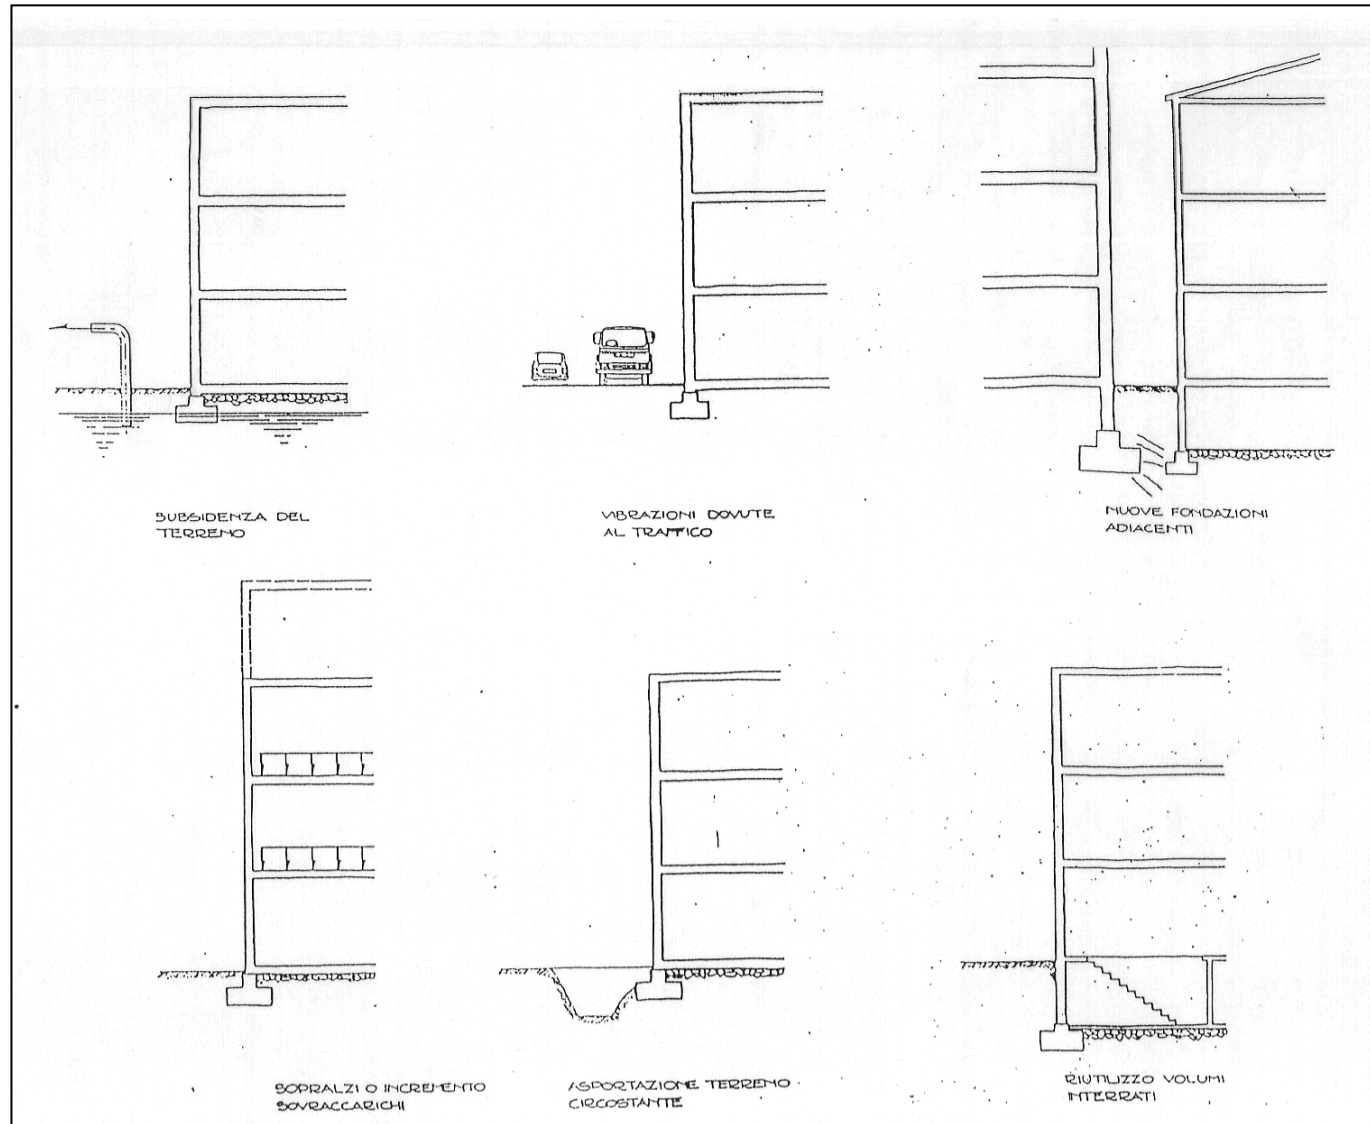 SUBSIDENZA DEL
TERRENO
VIBRAZIONI DOVUTE
AL TRAFFICO
NUOVE FONDAZIONI
ADIACENTI
SOPRALZI O INCREMENTO
SOVRACCARICHI
ASPORTAZIONE TERRENO
CIRCOSTANTE
RIUTILIZZO VOLUMI
INTERRATI